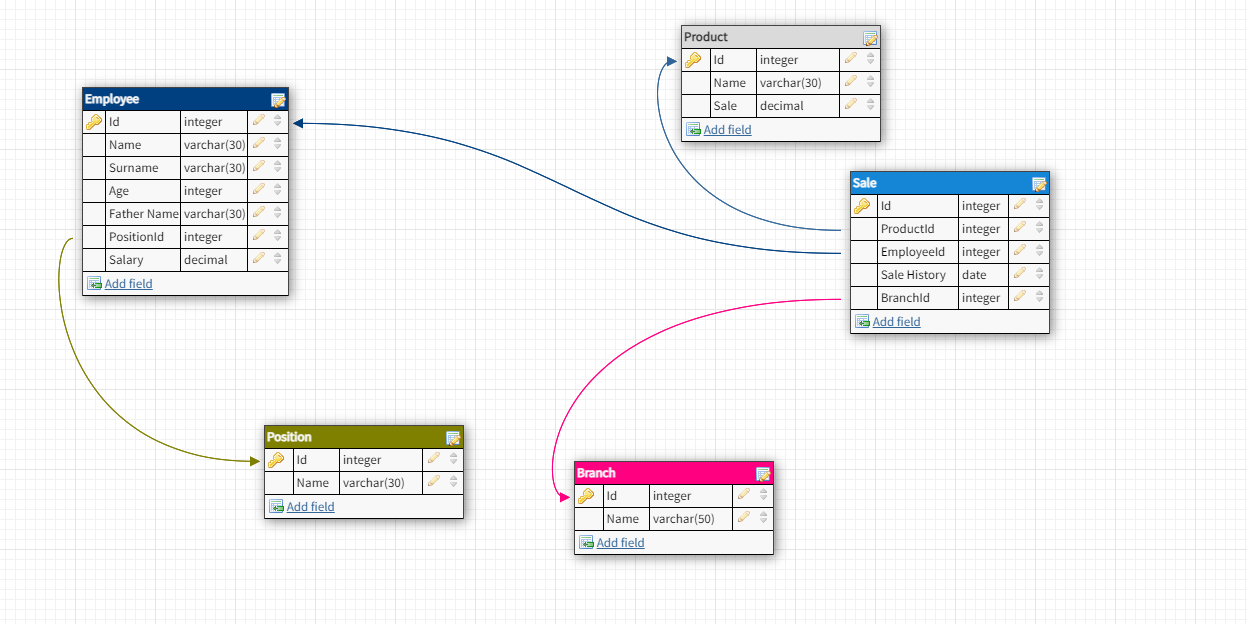 Product
Id integer
Name varchar(30)
Sale decimal
Add field
Employee
Id integer
Name varchar(30)
Surname varchar(30)
Age integer
Father Name varchar(30)
PositionId integer
Salary decimal
Add field
Sale
Id integer
ProductId integer
EmployeeId integer
Sale History date
BranchId integer
Add field
Position
Id integer
Name varchar(30)
Add field
Branch
Id integer
Name varchar(50)
Add field